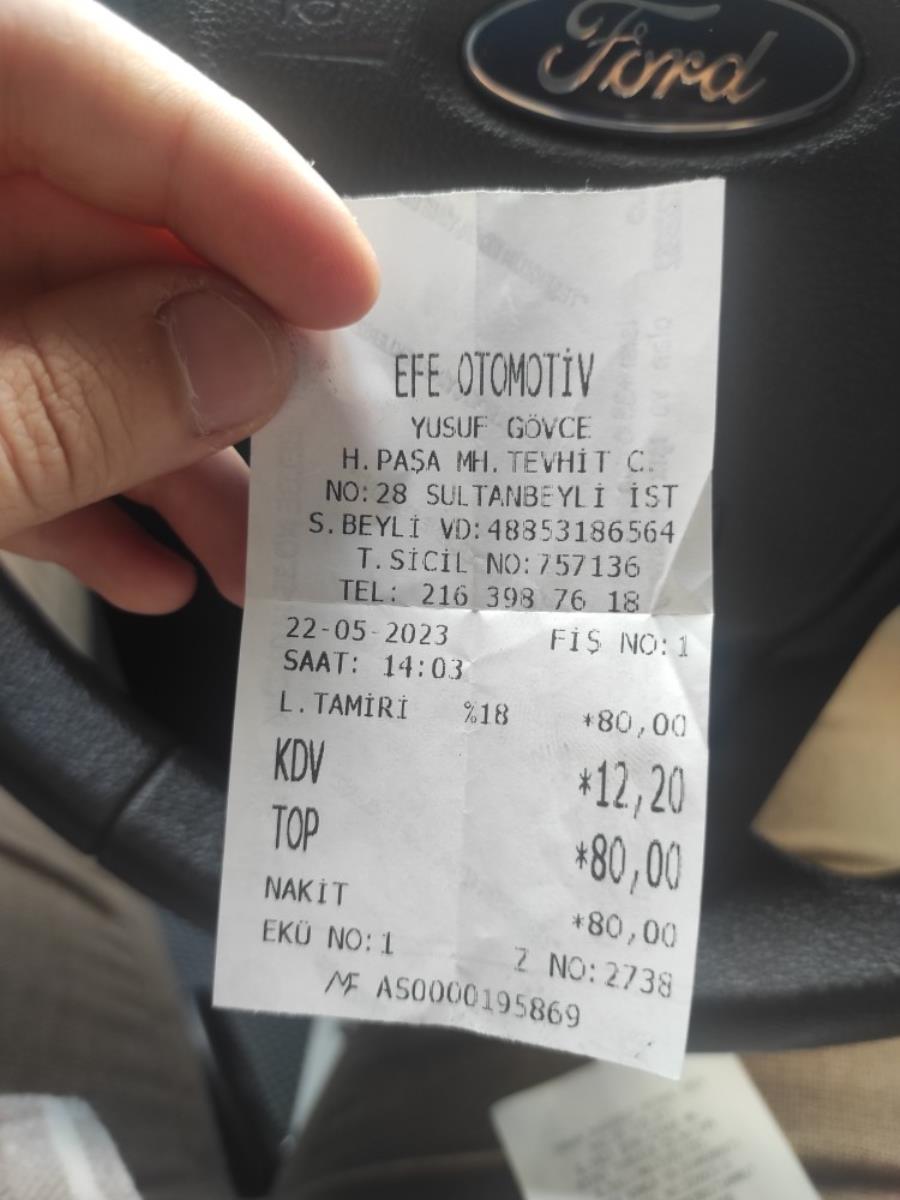 Ford
EFE OTOMOTİV
YUSUF GÖVCE
H.PAŞA MH. TEVHİT C.
NO:28 SULTANBEYLİ İST
S.BEYLİ VD:48853186564
T.SİCİL NO:757136
TEL: 216 398 76 18
22-05-2023 FİŞ NO:1
SAAT: 14:03
L.TAMİRİ %18 *80,00
KDV *12,20
TOP *80,00
NAKİT *80,00
EKÜ NO:1 Z NO:2738
MF AS0000195869